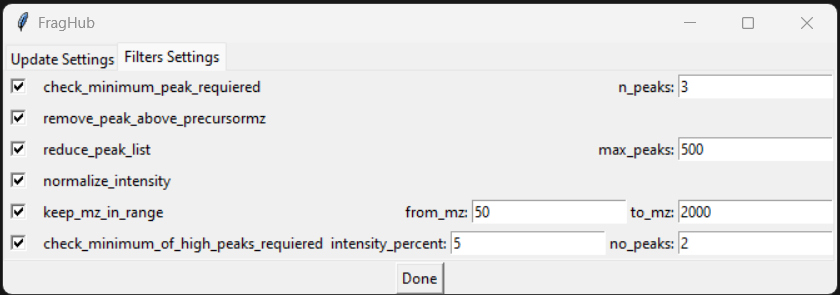 FragHub
Update Settings Filters Settings
check_minimum_peak_requiered n_peaks: 3
remove_peak_above_precursormz
reduce_peak_list max_peaks: 500
normalize_intensity
keep_mz_in_range from_mz: 50 to_mz: 2000
check_minimum_of_high_peaks_requiered intensity_percent: 5 no_peaks: 2
Done